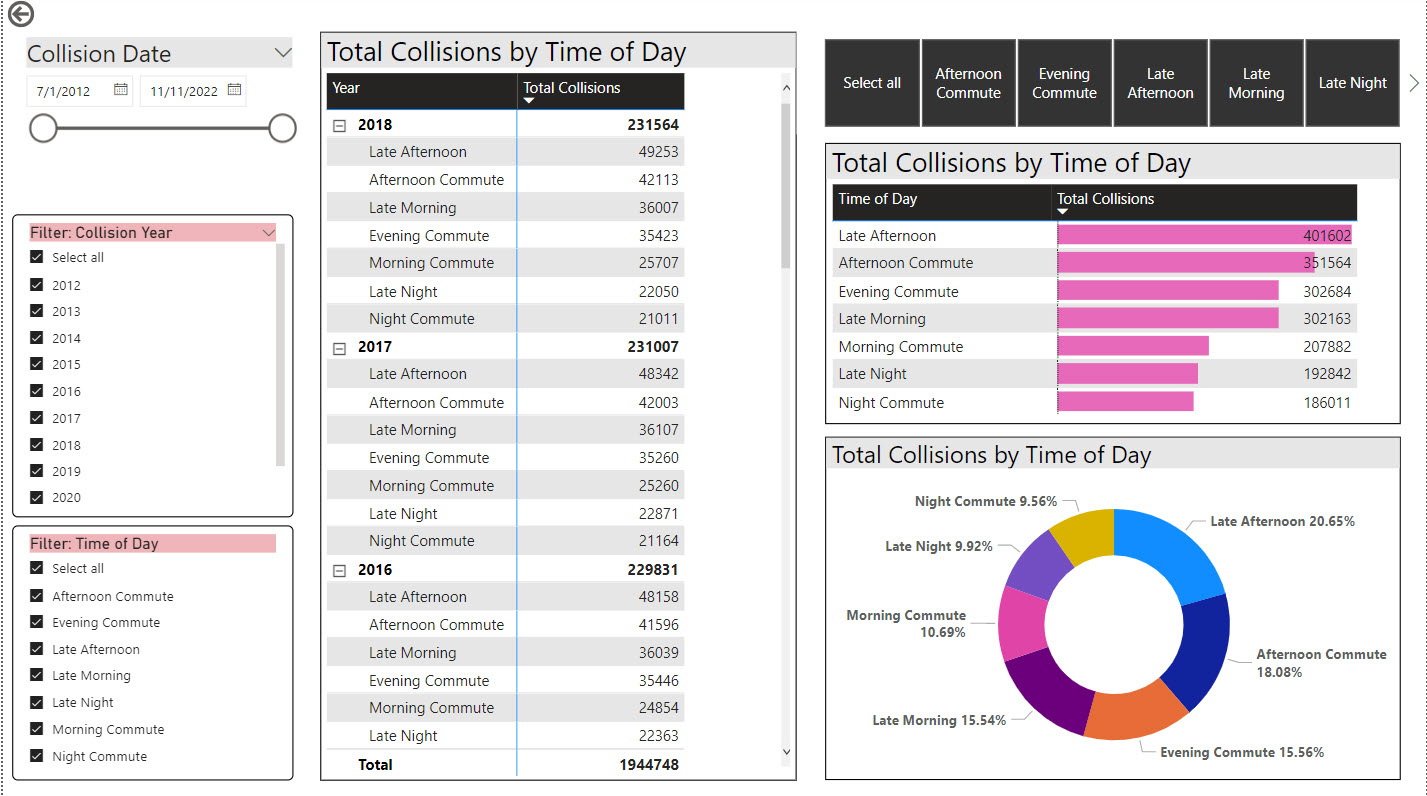 Collision Date
7/1/2012 11/11/2022
Filter: Collision Year
Select all
2012
2013
2014
2015
2016
2017
2018
2019
2020
Filter: Time of Day
Select all
Afternoon Commute
Evening Commute
Late Afternoon
Late Morning
Late Night
Morning Commute
Night Commute
Total Collisions by Time of Day
Year Total Collisions
2018 231564
Late Afternoon 49253
Afternoon Commute 42113
Late Morning 36007
Evening Commute 35423
Morning Commute 25707
Late Night 22050
Night Commute 21011
2017 231007
Late Afternoon 48342
Afternoon Commute 42003
Late Morning 36107
Evening Commute 35260
Morning Commute 25260
Late Night 22871
Night Commute 21164
2016 229831
Late Afternoon 48158
Afternoon Commute 41596
Late Morning 36039
Evening Commute 35446
Morning Commute 24854
Late Night 22363
Total 1944748
Select all
Afternoon
Commute
Evening
Commute
Late
Afternoon
Late
Morning
Late Night
Total Collisions by Time of Day
Time of Day Total Collisions
Late Afternoon 401602
Afternoon Commute 351564
Evening Commute 302684
Late Morning 302163
Morning Commute 207882
Late Night 192842
Night Commute 186011
Total Collisions by Time of Day
Night Commute 9.56%
Late Afternoon 20.65%
Late Night 9.92%
Morning Commute
10.69%
Afternoon Commute
18.08%
Late Morning 15.54%
Evening Commute 15.56%